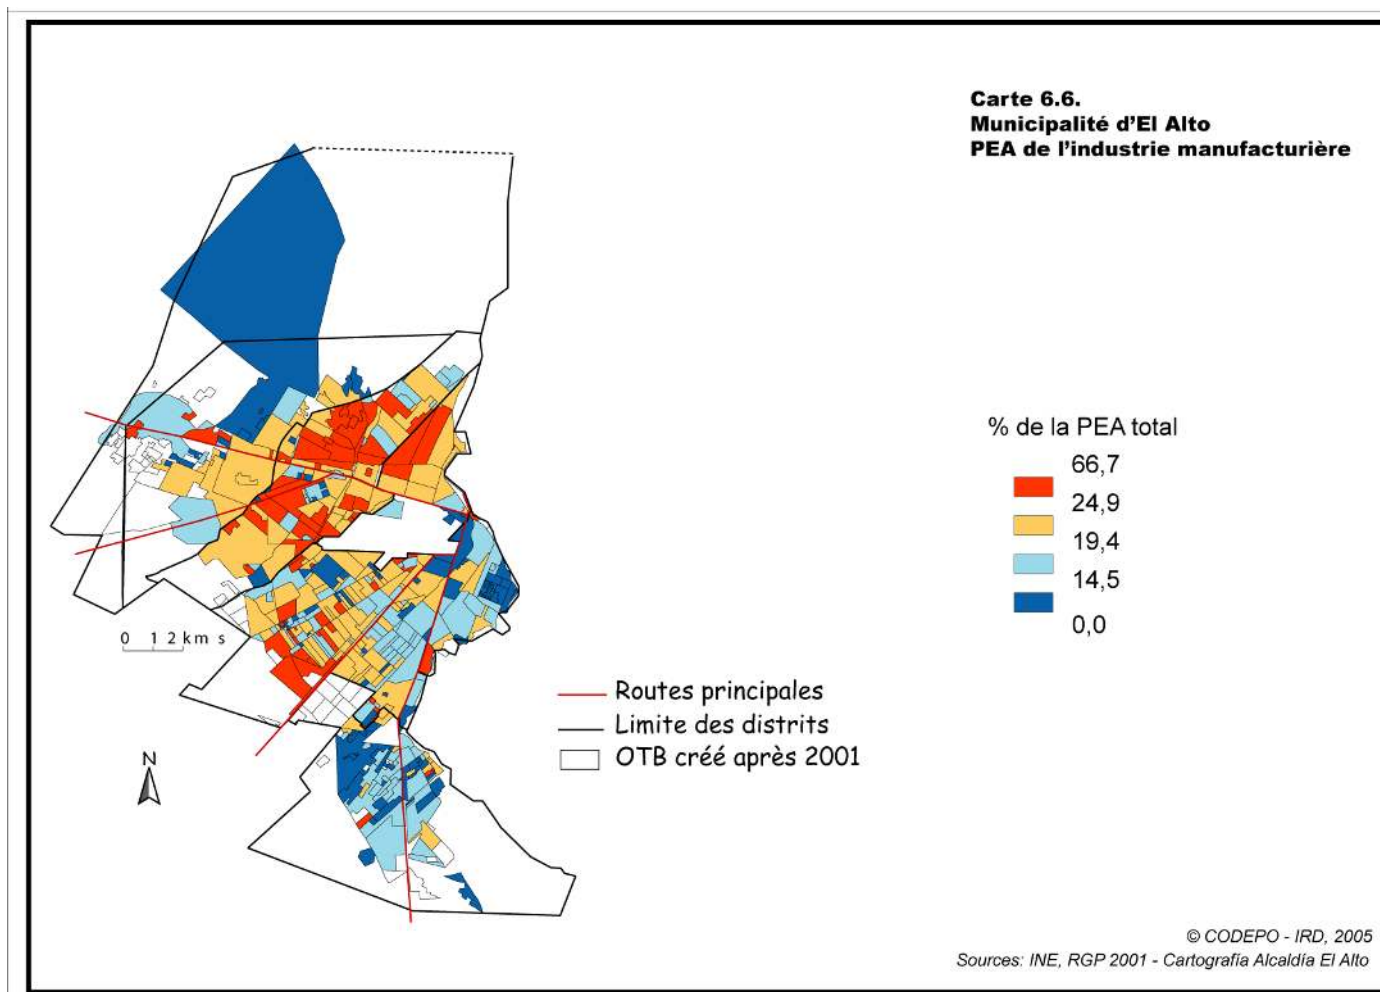 Carte 6.6.
Municipalité d'El Alto
PEA de l'industrie manufacturière
% de la PEA total
66,7
24,9
19,4
14,5
0,0
0 1 2 km s
Routes principales
Limite des distrits
OTB créé après 2001
N
© CODEPO - IRD, 2005
Sources: INE, RGP 2001 - Cartografía Alcaldía El Alto